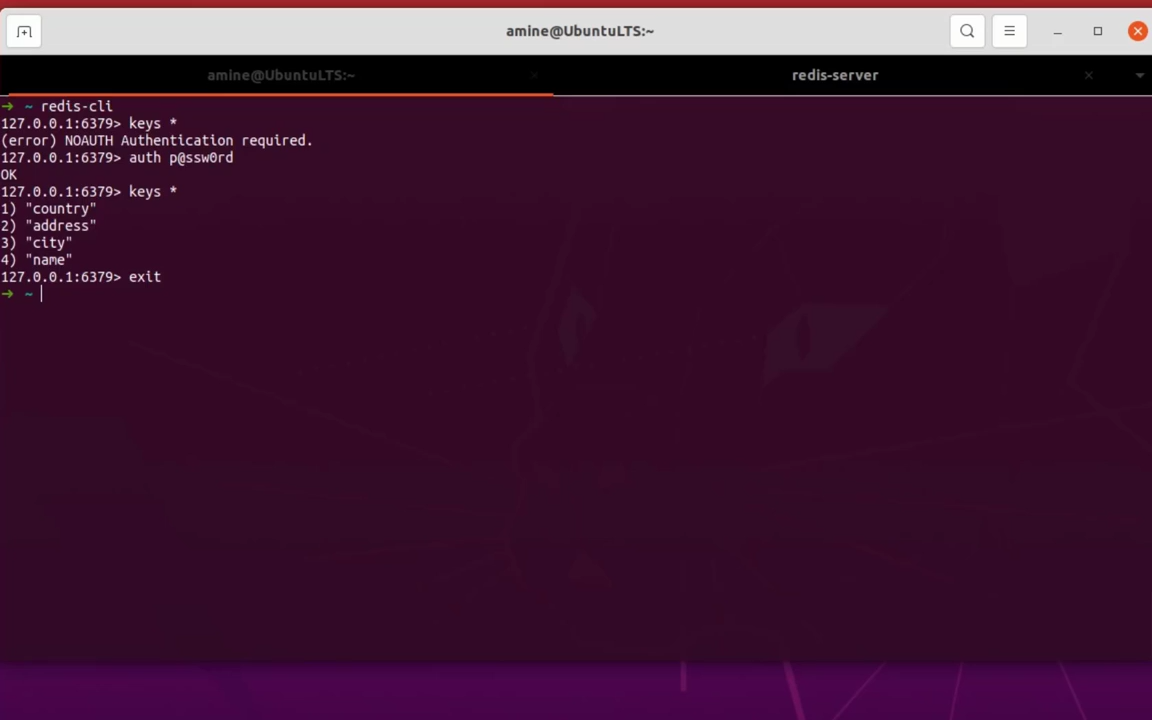 amine@UbuntuLTS:~
amine@UbuntuLTS:~ redis-server
→ ~ redis-cli
127.0.0.1:6379> keys *
(error) NOAUTH Authentication required.
127.0.0.1:6379> auth p@ssw0rd
OK
127.0.0.1:6379> keys *
1) "country"
2) "address"
3) "city"
4) "name"
127.0.0.1:6379> exit
→ ~